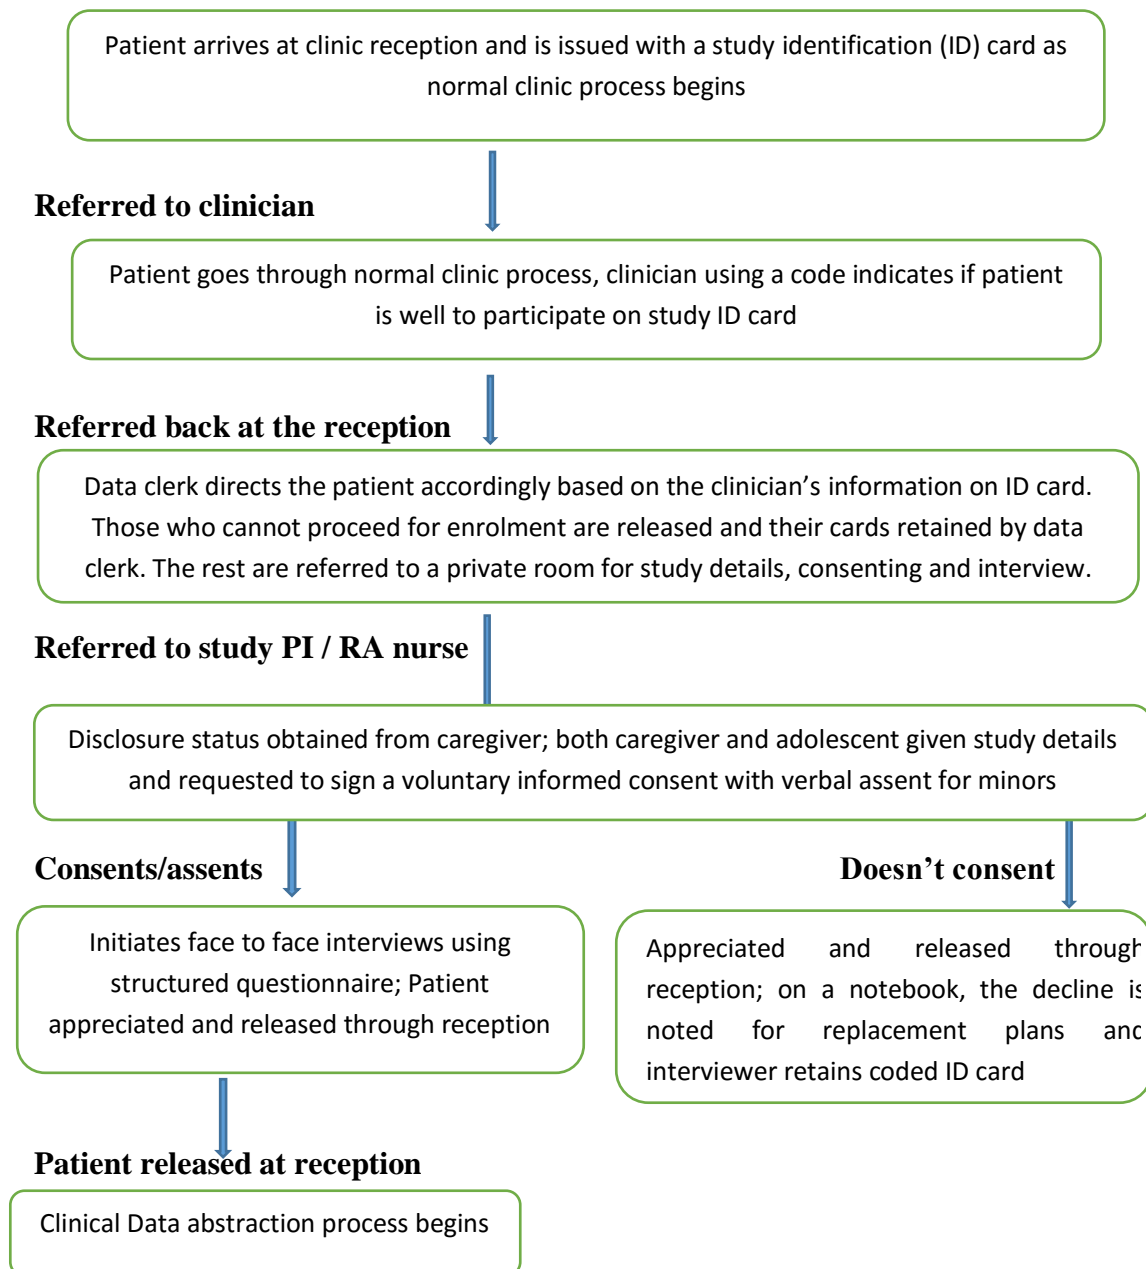 Patient arrives at clinic reception and is issued with a study identification (ID) card as
normal clinic process begins
Referred to clinician
Patient goes through normal clinic process, clinician using a code indicates if patient
is well to participate on study ID card
Referred back at the reception
Data clerk directs the patient accordingly based on the clinician’s information on ID card.
Those who cannot proceed for enrolment are released and their cards retained by data
clerk. The rest are referred to a private room for study details, consenting and interview.
Referred to study PI / RA nurse
Disclosure status obtained from caregiver; both caregiver and adolescent given study details
and requested to sign a voluntary informed consent with verbal assent for minors
Consents/assents
Doesn’t consent
Initiates face to face interviews using
structured questionnaire; Patient
appreciated and released through reception
Appreciated and released through
reception; on a notebook, the decline is
noted for replacement plans and
interviewer retains coded ID card
Patient released at reception
Clinical Data abstraction process begins